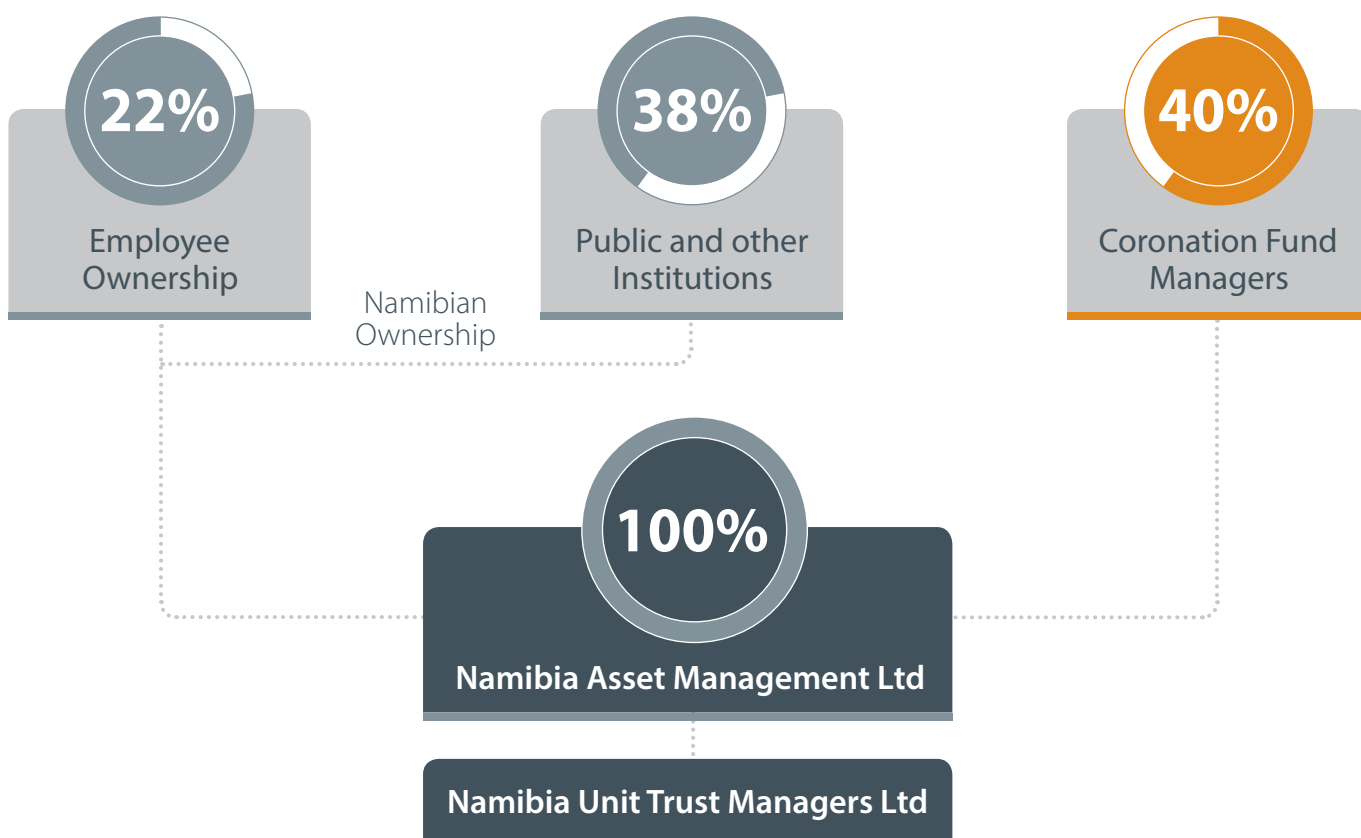 22%
Employee
Ownership
38%
Public and other
Institutions
40%
Coronation Fund
Managers
Namibian
Ownership
100%
Namibia Asset Management Ltd
Namibia Unit Trust Managers Ltd